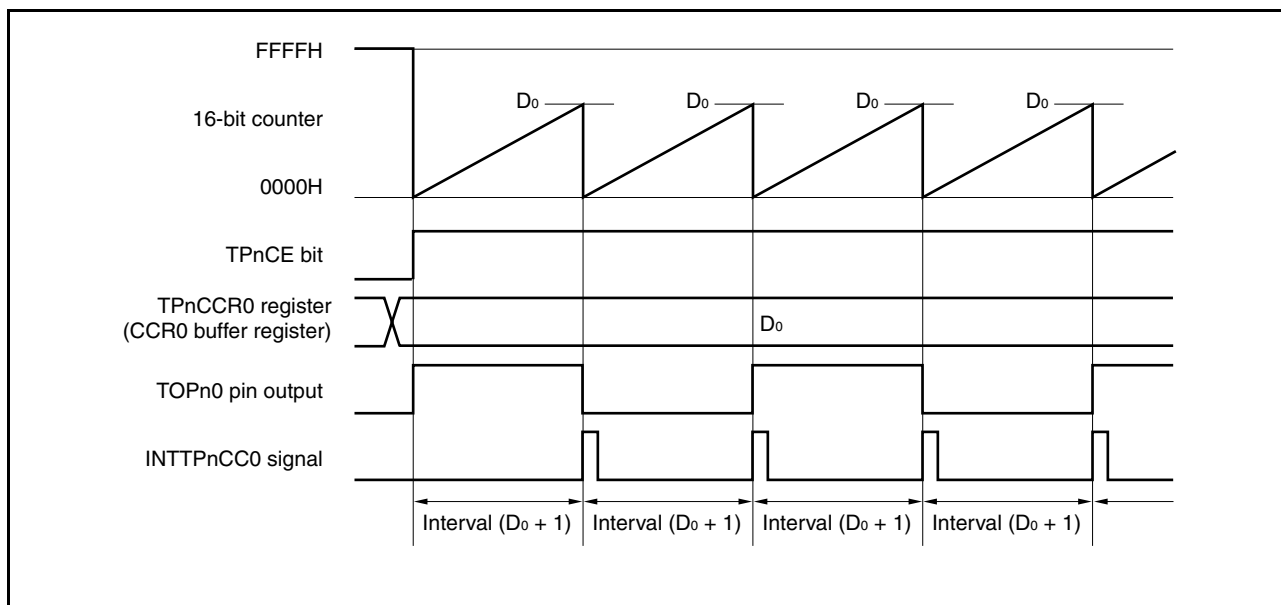 FFFFH
D0 D0 D0 D0
16-bit counter
0000H
TPnCE bit
TPnCCR0 register
(CCR0 buffer register)
D0
TOPn0 pin output
INTTPnCC0 signal
Interval (D0 + 1) Interval (D0 + 1) Interval (D0 + 1) Interval (D0 + 1)